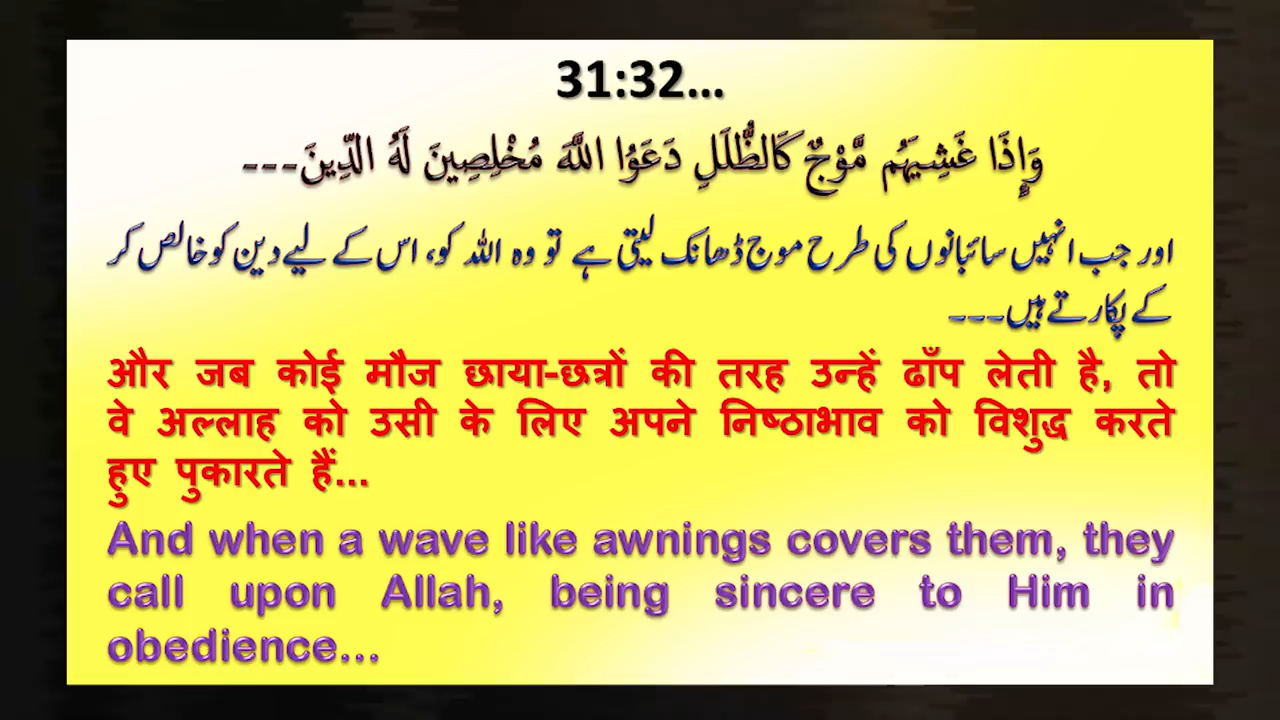 31:32...
وَإِذَا غَشِيَهُم مَّوْجٌ كَالظُّلَلِ دَعَوُا اللَّهَ مُخْلِصِينَ لَهُ الدِّينَ۔۔۔
اور جب انہیں سائبانوں کی طرح موج ڈھانک لیتی ہے تو وہ اللہ کو، اس کے لیے دین کو خالص کر
کے پکارتے ہیں۔۔۔
और जब कोई मौज छाया-छत्रों की तरह उन्हें ढाँप लेती है, तो
वे अल्लाह को उसी के लिए अपने निष्ठाभाव को विशुद्ध करते
हुए पुकारते हैं...
And when a wave like awnings covers them, they
call upon Allah, being sincere to Him in
obedience...